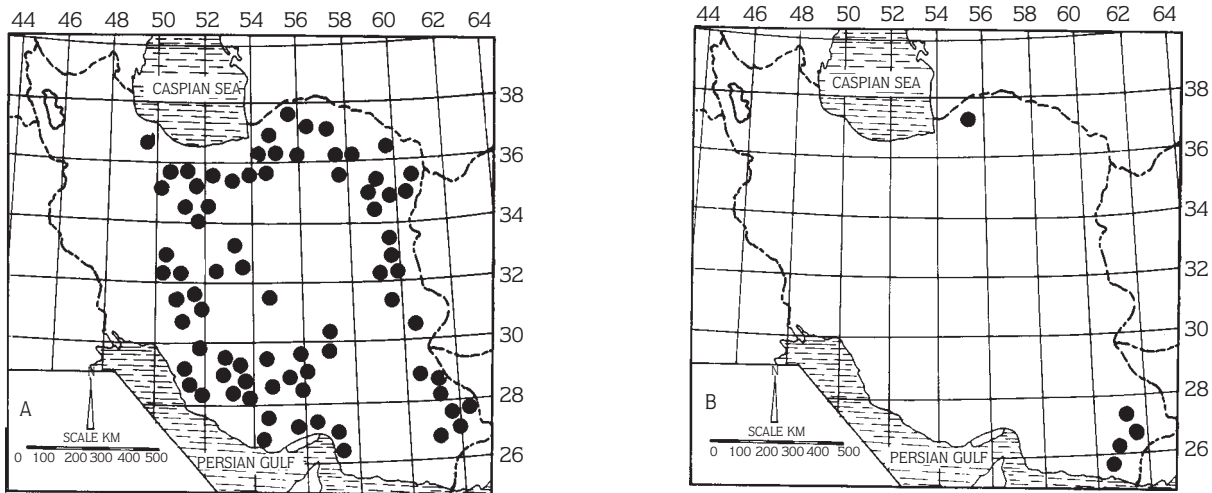 44 46 48 50 52 54 56 58 60 62 64
CASPIAN SEA
38
36
34
32
30
28
26
N
A
SCALE KM
0 100 200 300 400 500
PERSIAN GULF
44 46 48 50 52 54 56 58 60 62 64
CASPIAN SEA
38
36
34
32
30
28
26
N
B
SCALE KM
0 100 200 300 400 500
PERSIAN GULF